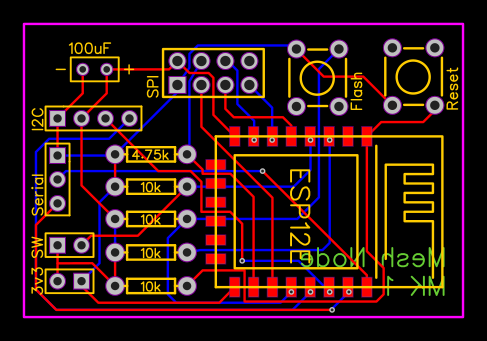 100uF
- +
SPI
Flash
Reset
I2C
4.75k
10k
10k
10k
10k
Serial
SW
3v3
ESP12E
Mesh Node
MK 1